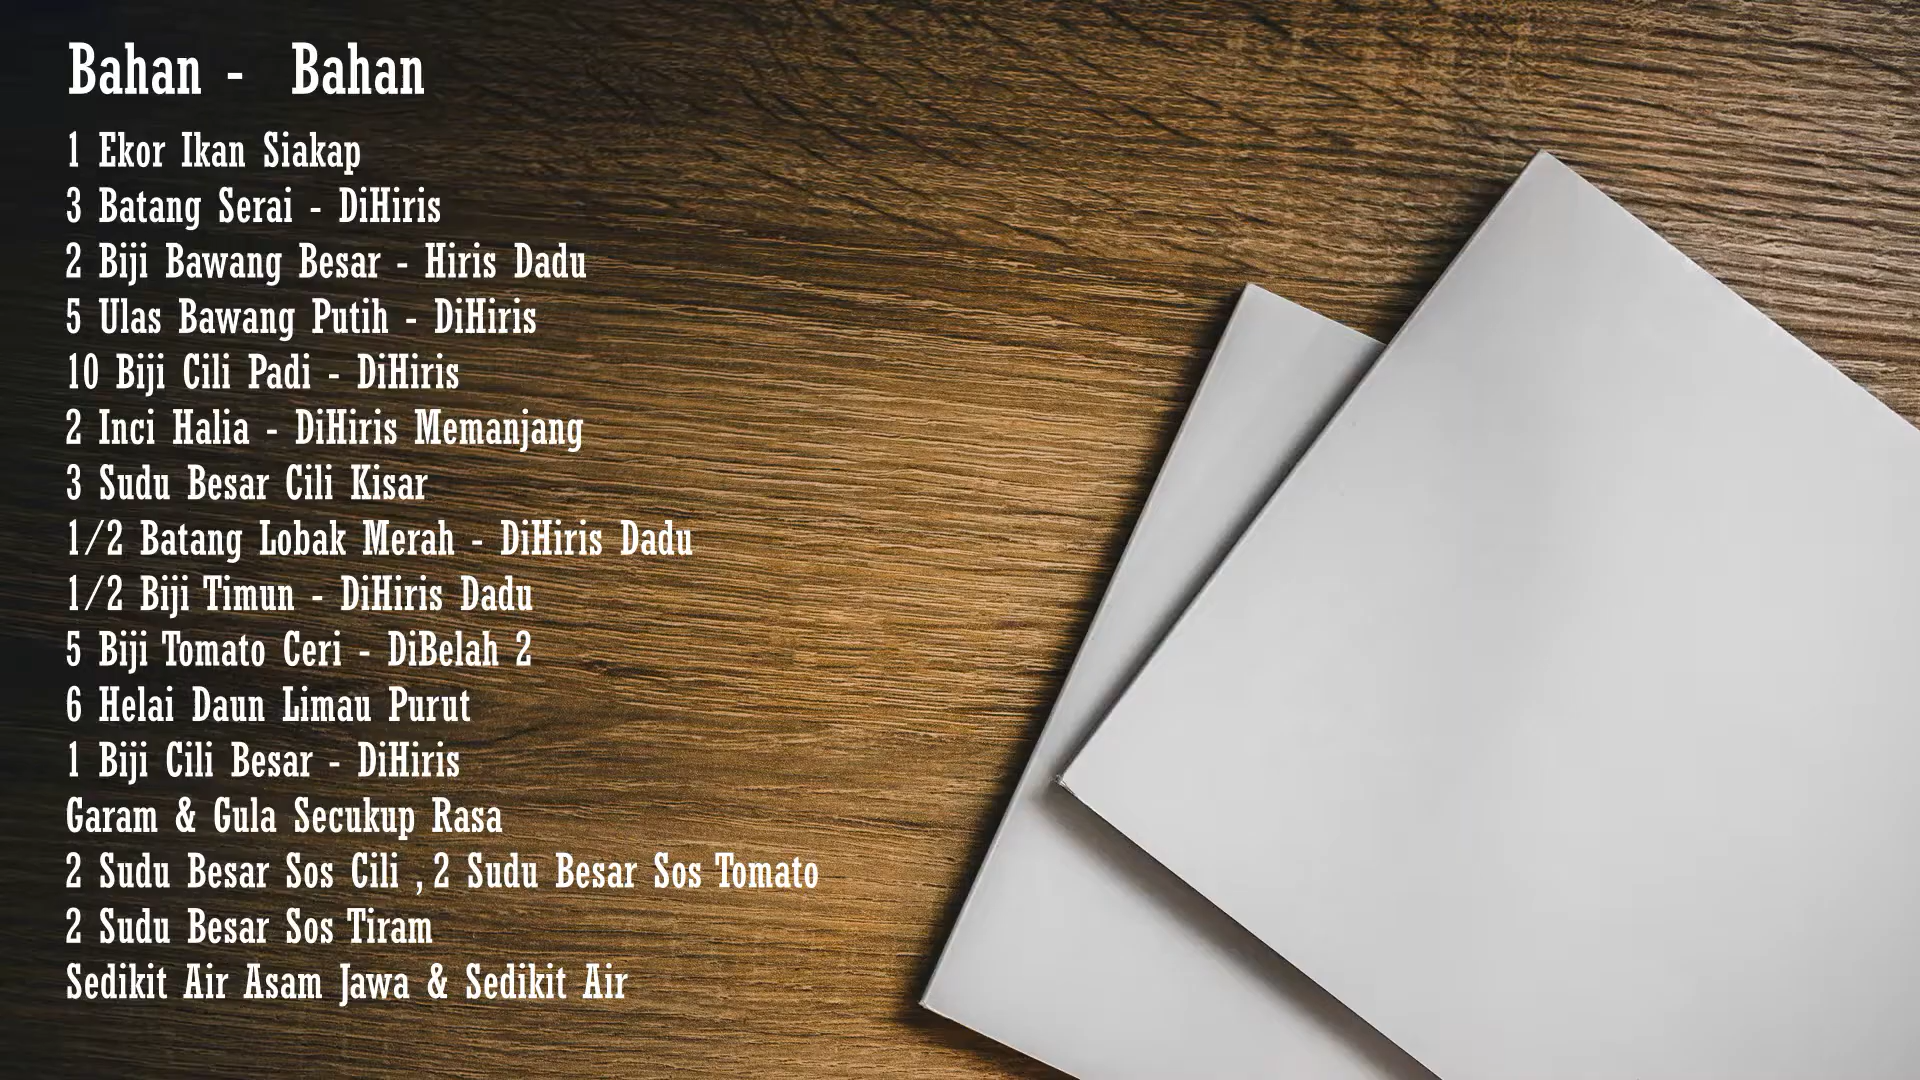 Bahan - Bahan
1 Ekor Ikan Siakap
3 Batang Serai - DiHiris
2 Biji Bawang Besar - Hiris Dadu
5 Ulas Bawang Putih - DiHiris
10 Biji Cili Padi - DiHiris
2 Inci Halia - DiHiris Memanjang
3 Sudu Besar Cili Kisar
1/2 Batang Lobak Merah - DiHiris Dadu
1/2 Biji Timun - DiHiris Dadu
5 Biji Tomato Ceri - DiBelah 2
6 Helai Daun Limau Purut
1 Biji Cili Besar - DiHiris
Garam & Gula Secukup Rasa
2 Sudu Besar Sos Cili , 2 Sudu Besar Sos Tomato
2 Sudu Besar Sos Tiram
Sedikit Air Asam Jawa & Sedikit Air